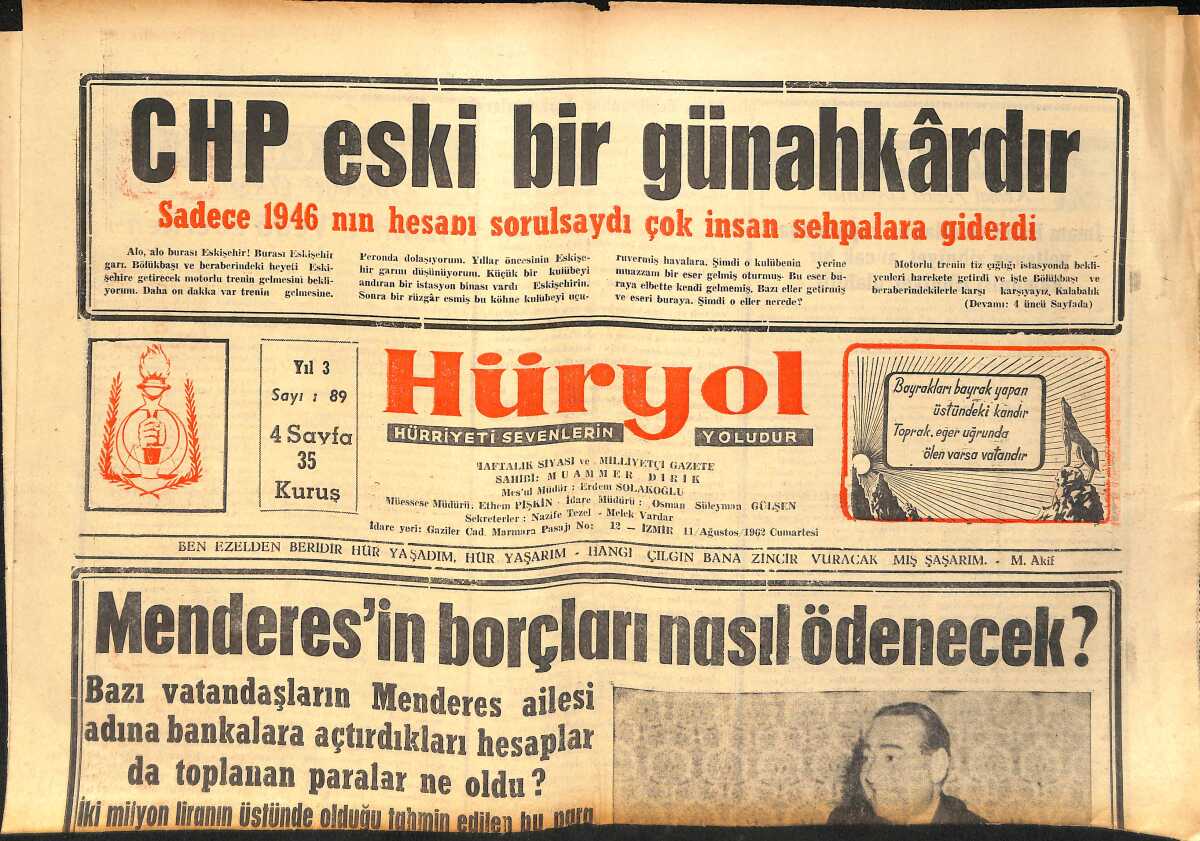 CHP eski bir günahkârdır
Sadece 1946 nın hesabı sorulsaydı çok insan sehpalara giderdi
Alo, alo burası Eskişehir! Burası Eskişehir
garı. Bölükbaşı ve beraberindeki heyeti Eski-
şehire getirecek motorlu trenin gelmesini bekli-
yorum. Daha on dakka var trenin gelmesine.
Peronda dolaşıyorum. Yıllar öncesinin Eskişe-
hir garını düşünüyorum. Küçük bir kulübeyi
andıran bir istasyon binası vardı Eskişehirin.
Sonra bir rüzgâr esmiş bu köhne kulübeyi uçu-
ruvermiş havalara. Şimdi o kulübenin yerine
muazzam bir eser gelmiş oturmuş. Bu eser bu-
raya elbette kendi gelmemiş. Bazı eller getirmiş
ve eseri buraya. Şimdi o eller nerede?
Motorlu trenin tiz çığlığı istasyonda bekli-
yenleri harekete getirdi ve işte Bölükbaşı ve
beraberindekilerle karşı karşıyayız. Kalabalık
(Devamı: 4 üncü Sayfada)
Yıl 3
Sayı : 89
4 Sayfa
35
Kuruş
Hüryol
HÜRRİYETİ SEVENLERİN YOLUDUR
HAFTALIK SİYASİ ve MİLLİYETÇİ GAZETE
SAHİBİ: MUAMMER DİRİK
Mes'ul Müdür : Erdem SOLAKOĞLU
Müessese Müdürü: Ethem PİŞKİN - İdare Müdürü : Osman Süleyman GÜLŞEN
Sekreterler : Nazife Tezel - Melek Vardar
İdare yeri: Gaziler Cad. Marmara Pasajı No: 12 — İZMİR 11/Ağustos/1962 Cumartesi
Bayrakları bayrak yapan
üstündeki kandır
Toprak, eğer uğrunda
ölen varsa vatandır
BEN EZELDEN BERİDİR HÜR YAŞADIM, HÜR YAŞARIM - HANGİ ÇILGIN BANA ZİNCİR VURACAK MIŞ ŞAŞARIM. - M. Akif
Menderes'in borçları nasıl ödenecek?
Bazı vatandaşların Menderes ailesi
adına bankalara açtırdıkları hesaplar
da toplanan paralar ne oldu ?
İki milyon liranın üstünde olduğu tahmin edilen bu para